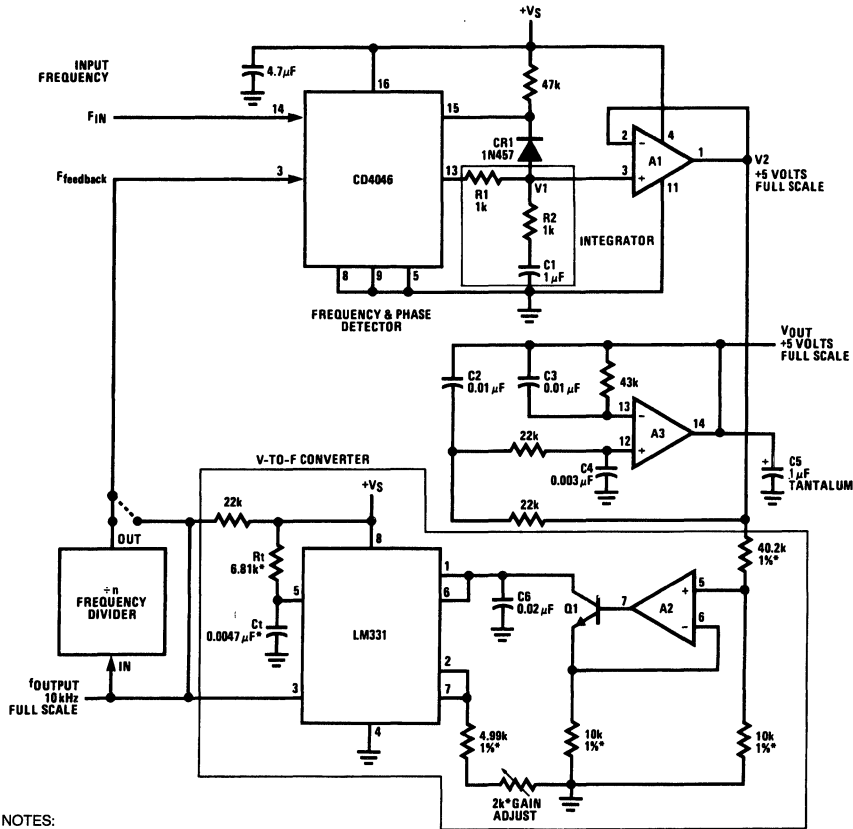 +VS
INPUT
FREQUENCY
4.7μF
47k
16
FIN
14
15
CR1
1N457
2
4
A1
1
V2
+5 VOLTS
FULL SCALE
Ffeedback
3
CD4046
13
R1
1k
V1
3
11
R2
1k
INTEGRATOR
C1
1 μF
8
9
5
FREQUENCY & PHASE
DETECTOR
VOUT
+5 VOLTS
FULL SCALE
C2
0.01 μF
C3
0.01 μF
43k
13
14
A3
22k
12
C4
0.003 μF
C5
1 μF
TANTALUM
V-TO-F CONVERTER
22k
+VS
22k
OUT
Rt
6.81k*
8
40.2k
1%*
÷n
FREQUENCY
DIVIDER
5
1
6
C6
0.02 μF
Q1
7
A2
5
6
Ct
0.0047 μF*
LM331
IN
2
fOUTPUT
10 kHz
FULL SCALE
3
7
4
4.99k
1%*
10k
1%*
10k
1%*
2k* GAIN
ADJUST
NOTES: